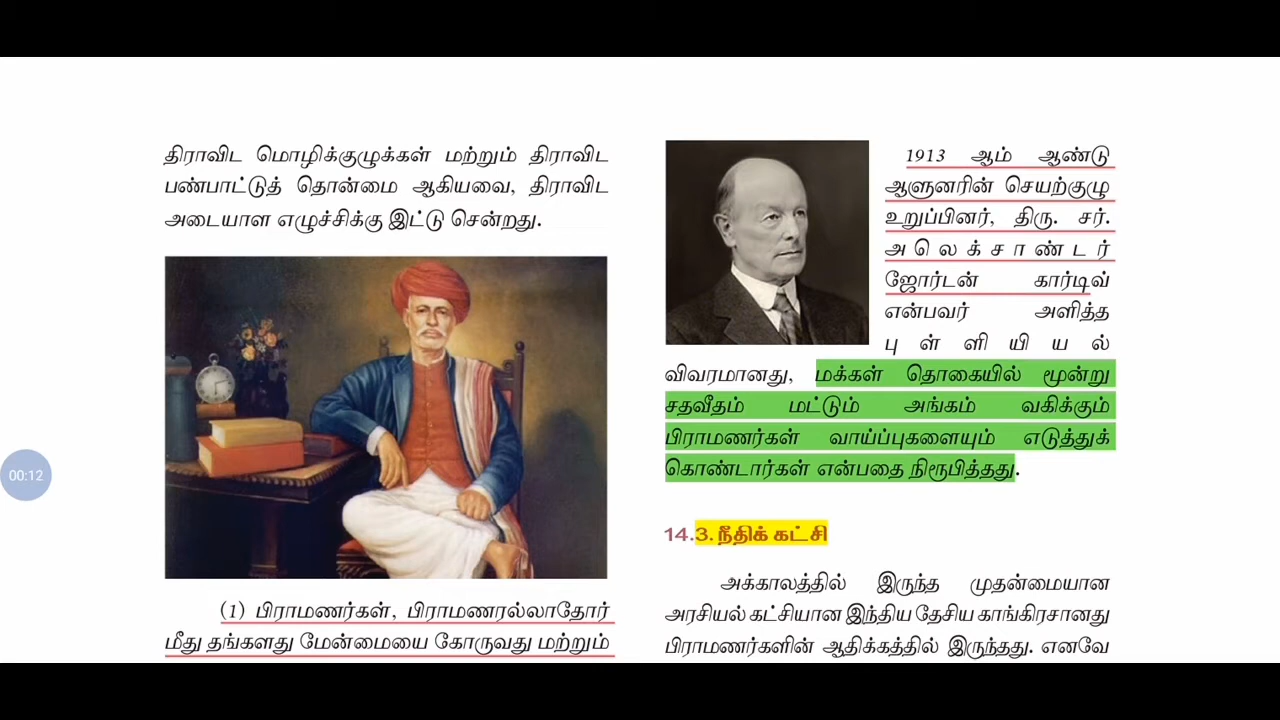 திராவிட மொழிக்குழுக்கள் மற்றும் திராவிட
பண்பாட்டுத் தொன்மை ஆகியவை, திராவிட
அடையாள எழுச்சிக்கு இட்டு சென்றது.
(1) பிராமணர்கள், பிராமணரல்லாதோர்
மீது தங்களது மேன்மையை கோருவது மற்றும்
1913 ஆம் ஆண்டு
ஆளுனரின் செயற்குழு
உறுப்பினர், திரு. சர்.
அ லெ க் சா ண் ட ர்
ஜோர்டன் கார்டிவ்
என்பவர் அளித்த
பு ள் ளி யி ய ல்
விவரமானது, மக்கள் தொகையில் மூன்று
சதவீதம் மட்டும் அங்கம் வகிக்கும்
பிராமணர்கள் வாய்ப்புகளையும் எடுத்துக்
கொண்டார்கள் என்பதை நிரூபித்தது.
14.3. நீதிக் கட்சி
அக்காலத்தில் இருந்த முதன்மையான
அரசியல் கட்சியான இந்திய தேசிய காங்கிரசானது
பிராமணர்களின் ஆதிக்கத்தில் இருந்தது. எனவே
00:12